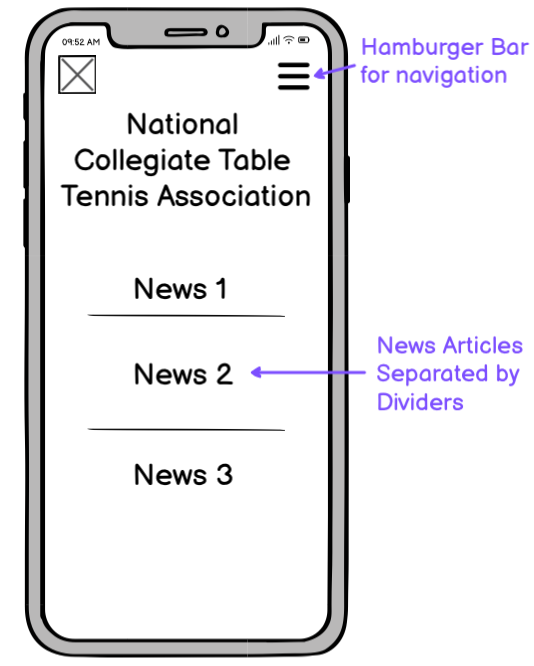 09:52 AM
Hamburger Bar
for navigation
National
Collegiate Table
Tennis Association
News 1
News 2
News Articles
Separated by
Dividers
News 3